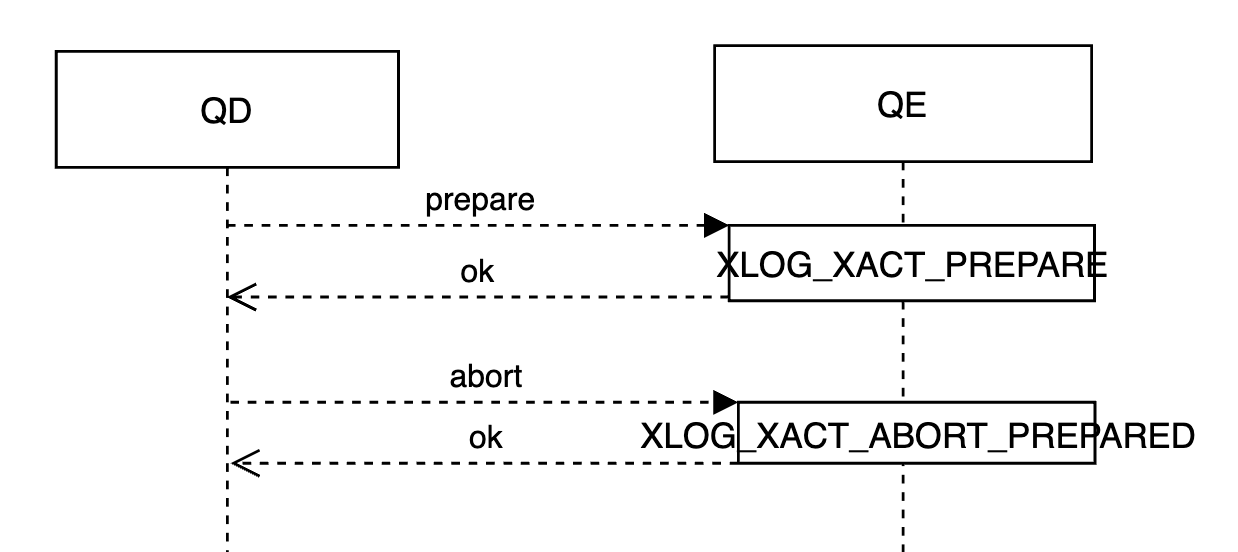 QD
QE
prepare
XLOG_XACT_PREPARE
ok
abort
XLOG_XACT_ABORT_PREPARED
ok